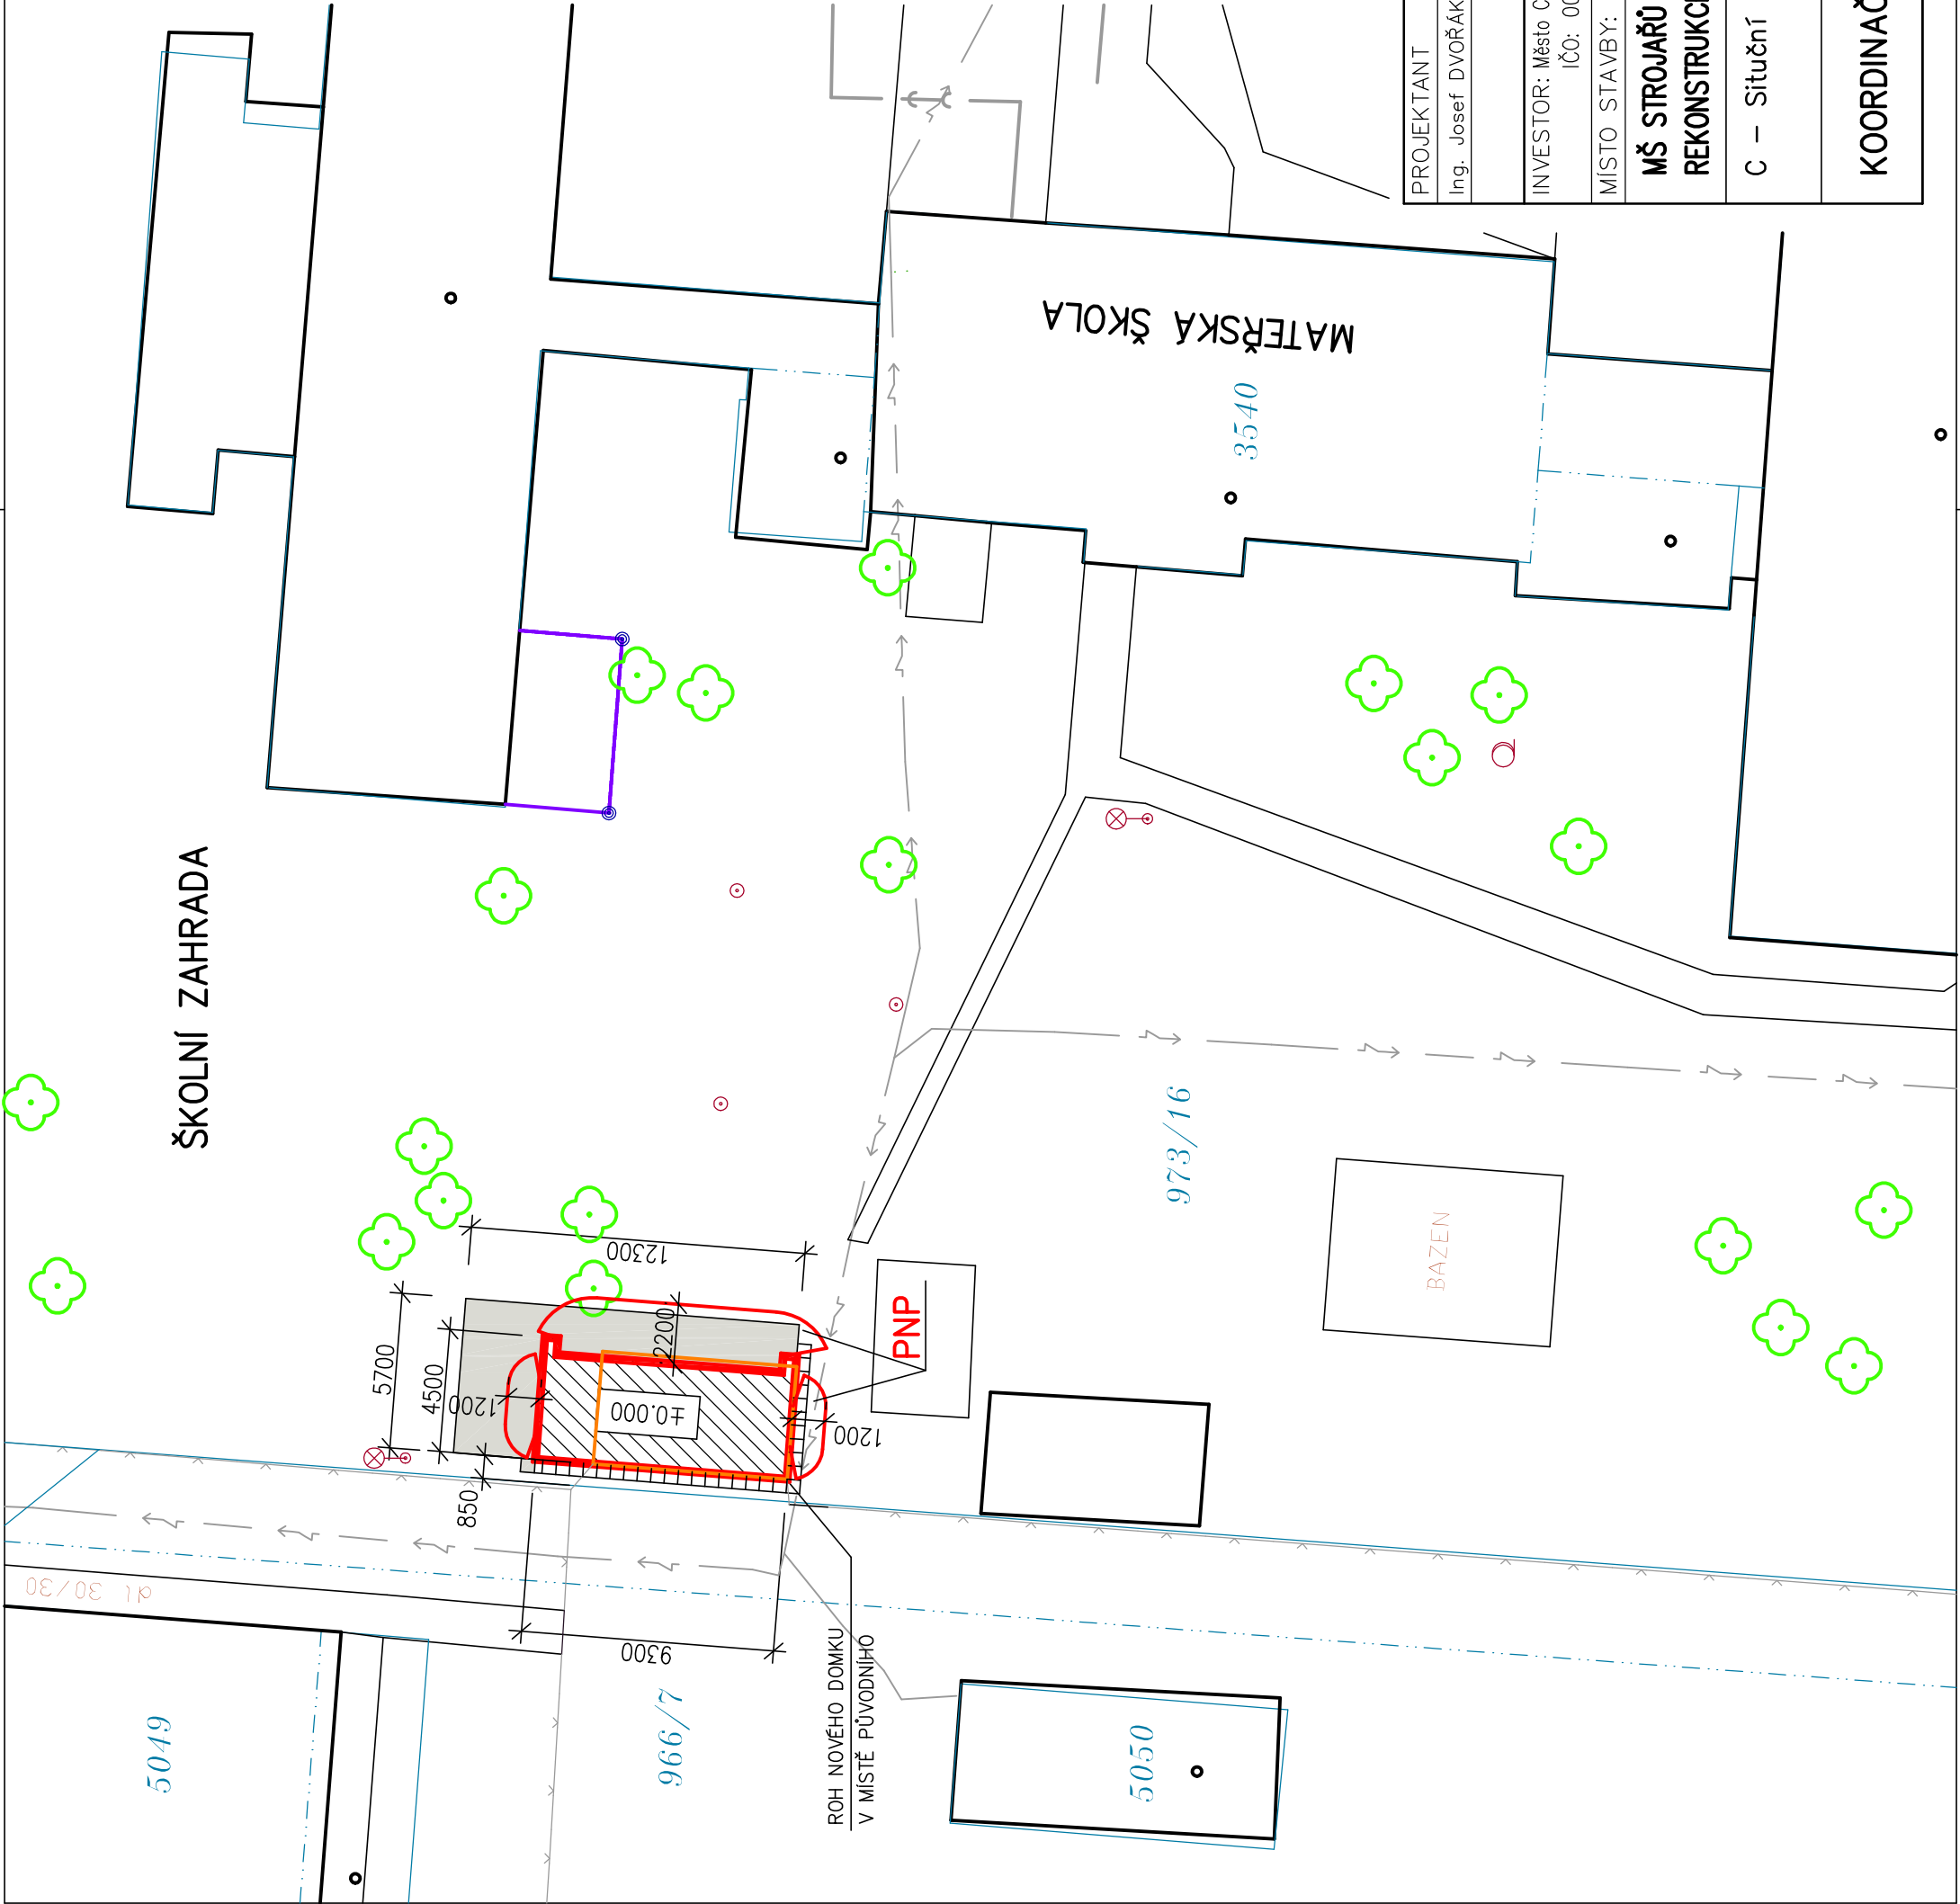 ŠKOLNÍ ZAHRADA
MATEŘSKÁ ŠKOLA
3540
973/16
BAZEN
PNP
12300
5700
4500
1200
2200
±0.000
1200
850
9300
ROH NOVÉHO DOMKU
V MÍSTĚ PŮVODNÍHO
dl 30/30
5049
966/7
5050
PROJEKTANT
Ing. Josef DVOŘÁK
INVESTOR: Město
IČO:
MÍSTO STAVBY:
MŠ STROJAŘŮ
C – Situční